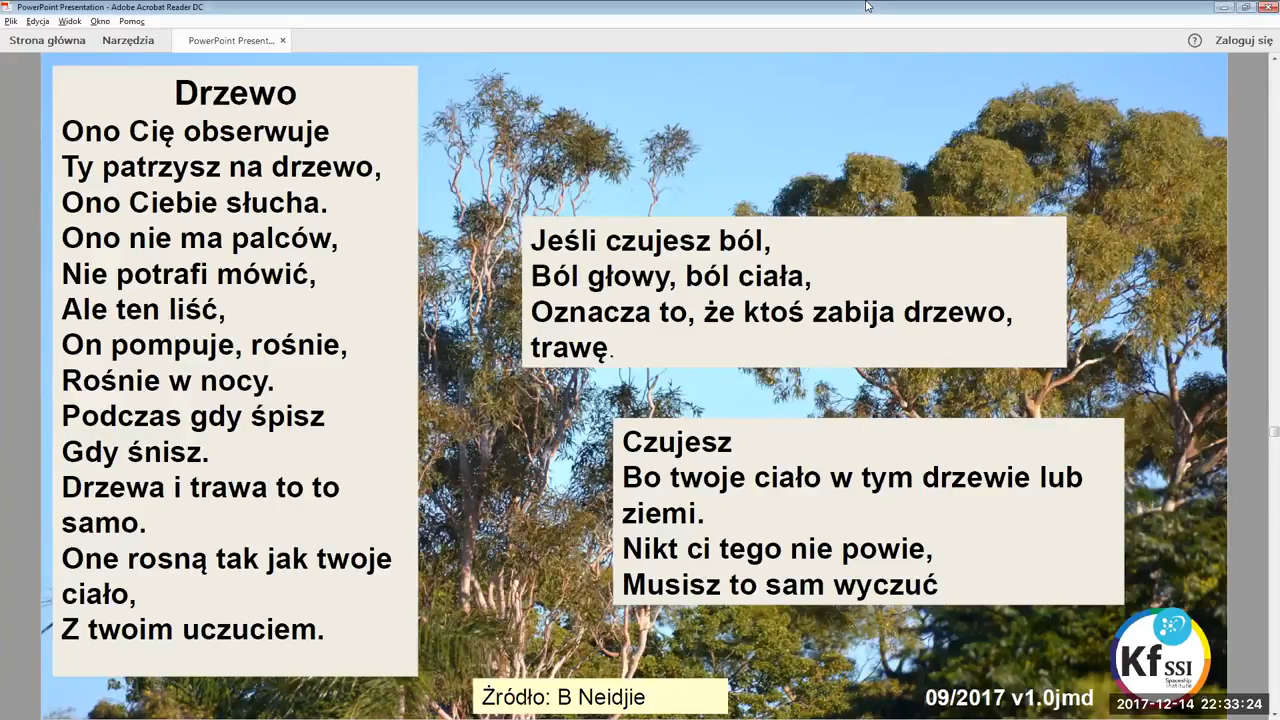 PowerPoint Presentation - Adobe Acrobat Reader DC
Plik Edycja Widok Okno Pomoc
Strona główna Narzędzia PowerPoint Present... × ? Zaloguj się
Drzewo
Ono Cię obserwuje
Ty patrzysz na drzewo,
Ono Ciebie słucha.
Ono nie ma palców,
Nie potrafi mówić,
Ale ten liść,
On pompuje, rośnie,
Rośnie w nocy.
Podczas gdy śpisz
Gdy śnisz.
Drzewa i trawa to to
samo.
One rosną tak jak twoje
ciało,
Z twoim uczuciem.
Jeśli czujesz ból,
Ból głowy, ból ciała,
Oznacza to, że ktoś zabija drzewo,
trawę.
Czujesz
Bo twoje ciało w tym drzewie lub
ziemi.
Nikt ci tego nie powie,
Musisz to sam wyczuć
Żródło: B Neidjie
09/2017 v1.0jmd
Kf SSI
Spaceship
Institute
2017-12-14 22:33:24